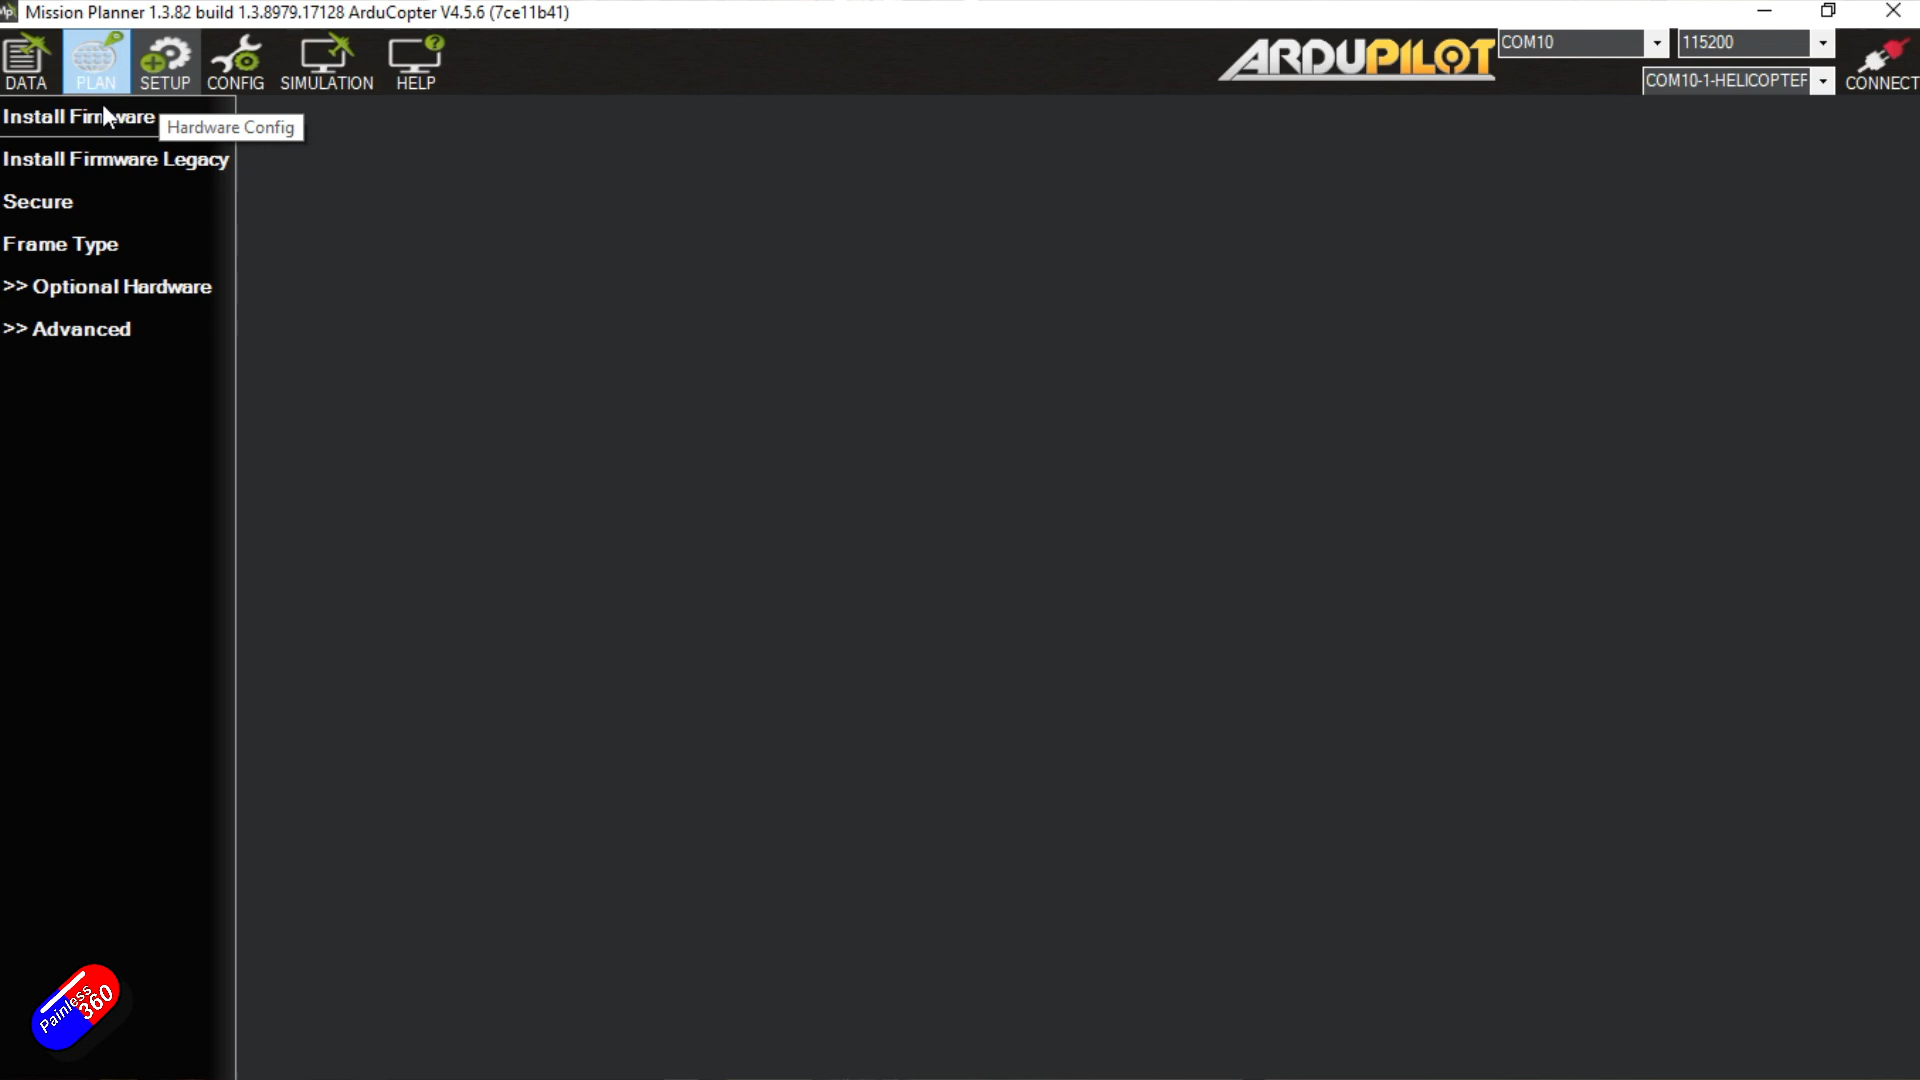 Mission Planner 1.3.82 build 1.3.8979.17128 ArduCopter V4.5.6 (7ce11b41)
DATA
PLAN
SETUP
CONFIG
SIMULATION
HELP
ARDUPILOT
COM10
115200
COM10-1-HELICOPTER
CONNECT
Install Firmware
Hardware Config
Install Firmware Legacy
Secure
Frame Type
>> Optional Hardware
>> Advanced
Painless
360